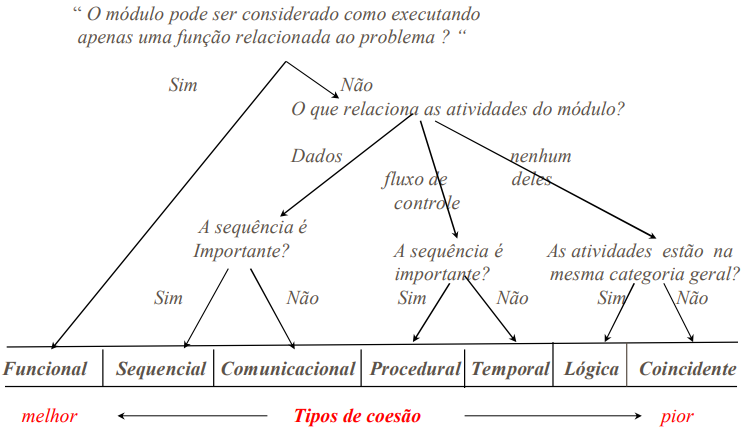 “ O módulo pode ser considerado como executando
apenas uma função relacionada ao problema ? “
Sim
Não
O que relaciona as atividades do módulo?
Dados
fluxo de
controle
nenhum
deles
A sequência é
Importante?
A sequência é
importante?
As atividades estão na
mesma categoria geral?
Sim
Não
Sim
Não
Sim
Não
Funcional
Sequencial
Comunicacional
Procedural
Temporal
Lógica
Coincidente
melhor
Tipos de coesão
pior